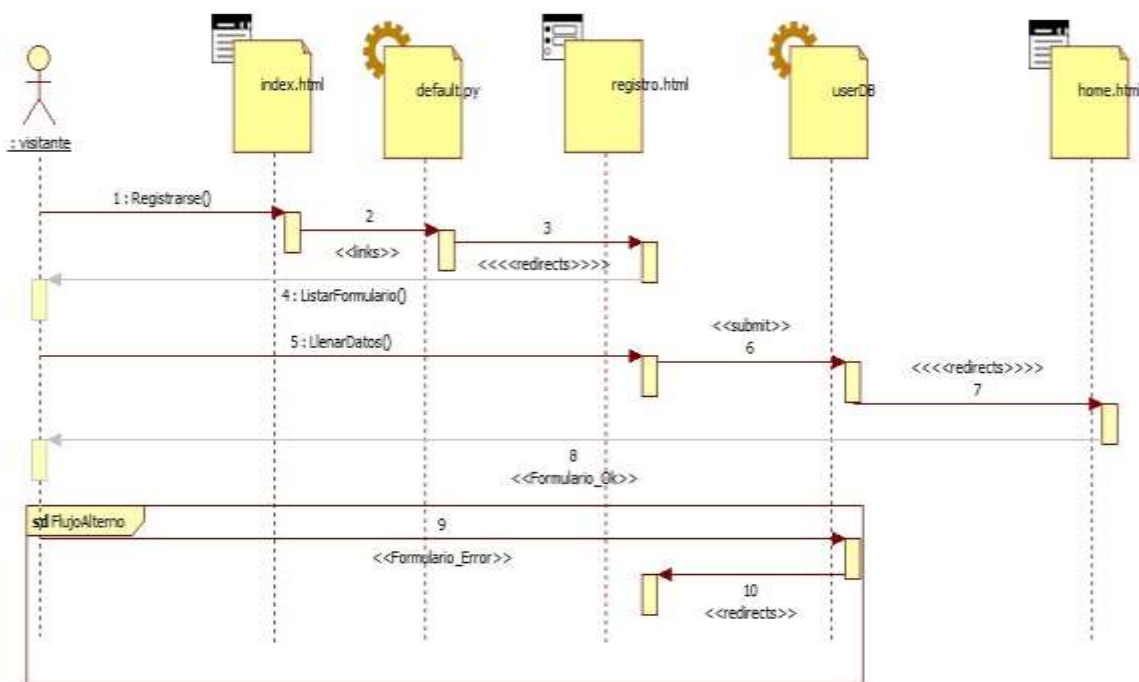 index.html
default.py
registro.html
userDB
home.html
: visitante
1 : Registrarse()
2
<<links>>
3
<<<<redirects>>>>
4 : ListarFormulario()
5 : LlenarDatos()
<<submit>>
6
<<<<redirects>>>>
7
8
<<Formulario_Ok>>
sd FlujoAlterno
9
<<Formulario_Error>>
10
<<redirects>>